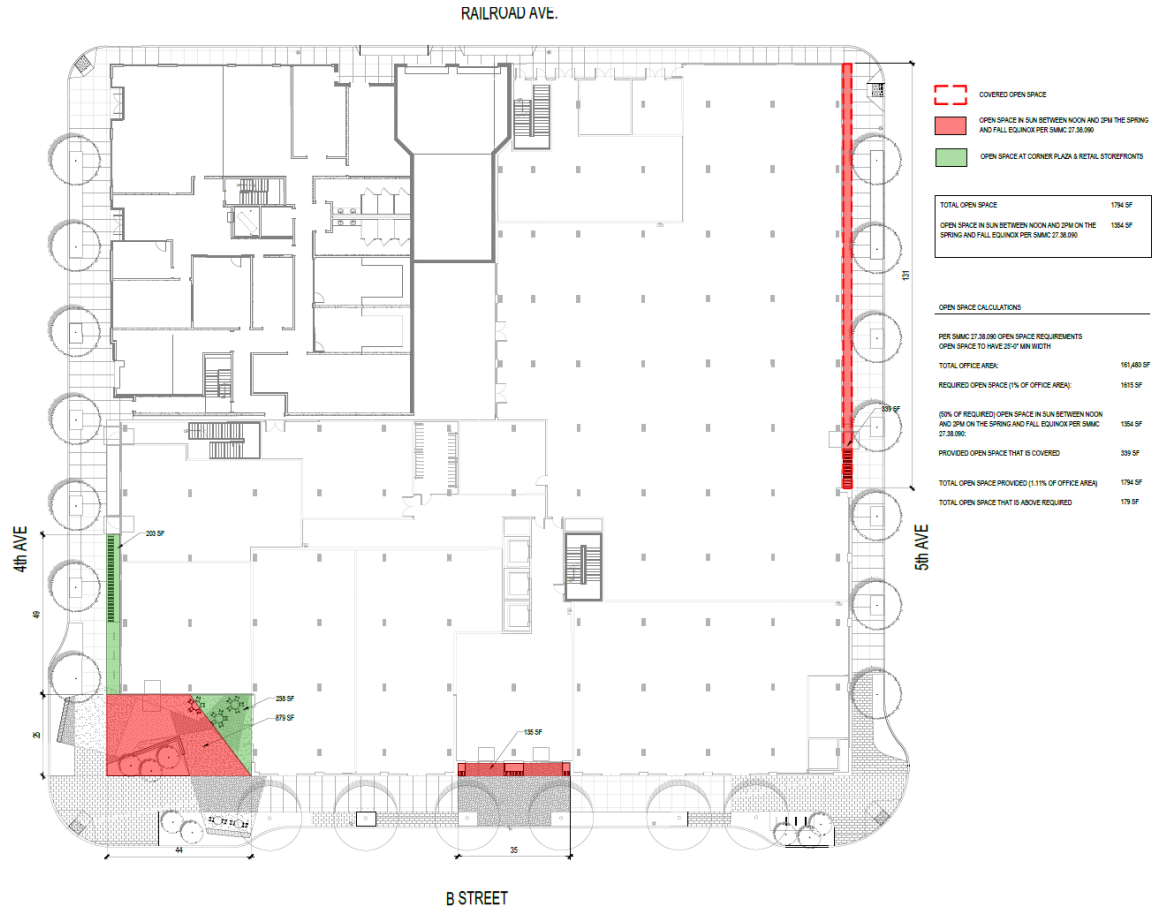 RAILROAD AVE.
COVERED OPEN SPACE
OPEN SPACE IN SUN BETWEEN NOON AND 2PM THE SPRING
AND FALL EQUINOX PER SMMC 27.38.090
OPEN SPACE AT CORNER PLAZA & RETAIL STOREFRONTS
TOTAL OPEN SPACE 1794 SF
OPEN SPACE IN SUN BETWEEN NOON AND 2PM ON THE 1354 SF
SPRING AND FALL EQUINOX PER SMMC 27.38.090
131
OPEN SPACE CALCULATIONS
PER SMMC 27.38.090 OPEN SPACE REQUIREMENTS
OPEN SPACE TO HAVE 25'-0" MIN WIDTH
TOTAL OFFICE AREA: 161,480 SF
REQUIRED OPEN SPACE (1% OF OFFICE AREA): 1615 SF
(50% OF REQUIRED) OPEN SPACE IN SUN BETWEEN NOON
AND 2PM ON THE SPRING AND FALL EQUINOX PER SMMC 1354 SF
27.38.090:
PROVIDED OPEN SPACE THAT IS COVERED 339 SF
TOTAL OPEN SPACE PROVIDED (1.11% OF OFFICE AREA) 1794 SF
TOTAL OPEN SPACE THAT IS ABOVE REQUIRED 179 SF
339 SF
4th AVE
203 SF
5th AVE
49
238 SF
879 SF
25
135 SF
44
35
B STREET